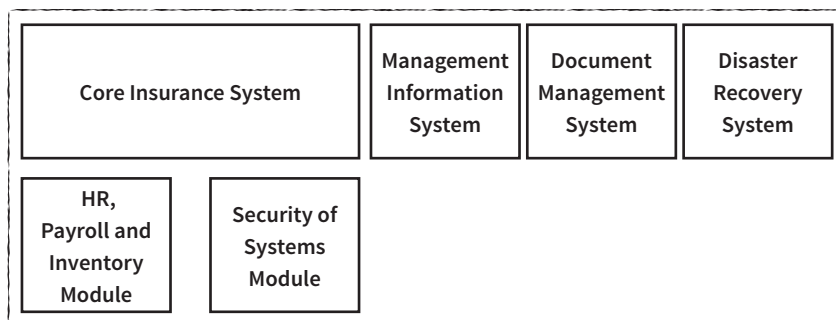 Core Insurance System
Management
Information
System
Document
Management
System
Disaster
Recovery
System
HR,
Payroll and
Inventory
Module
Security of
Systems
Module